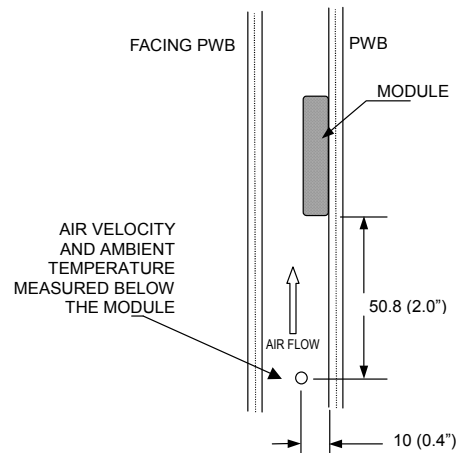 FACING PWB
PWB
MODULE
AIR VELOCITY
AND AMBIENT
TEMPERATURE
MEASURED BELOW
THE MODULE
50.8 (2.0”)
AIR FLOW
10 (0.4”)